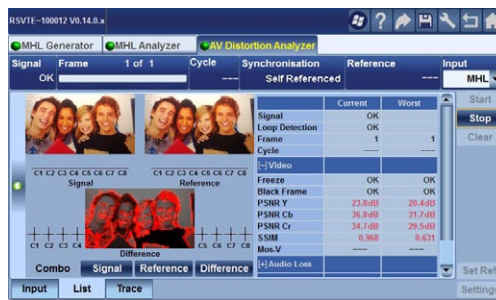 RSVTE-100012 V0.14.0.x
MHL Generator MHL Analyzer AV Distortion Analyzer
Signal Frame 1 of 1 Cycle Synchronisation Reference Input
OK --- Self Referenced --- MHL
Current Worst
Start
Signal OK
Stop
Loop Detection OK
Frame 1 1
Clear
Cycle --- ---
[-] Video
C1 C2 C3 C4 C5 C6 C7 C8 C1 C2 C3 C4 C5 C6 C7 C8
Signal Reference
Freeze OK OK
Black Frame OK OK
PSNR Y 23.8dB 20.4dB
PSNR Cb 36.8dB 31.7dB
PSNR Cr 34.7dB 29.5dB
SSIM 0.968 0.631
Mos-V --- ---
C1 C2 C3 C4 C5 C6 C7 C8
Difference
[+] Audio Loss
Combo Signal Reference Difference
Set Ref
Input List Trace
Settings